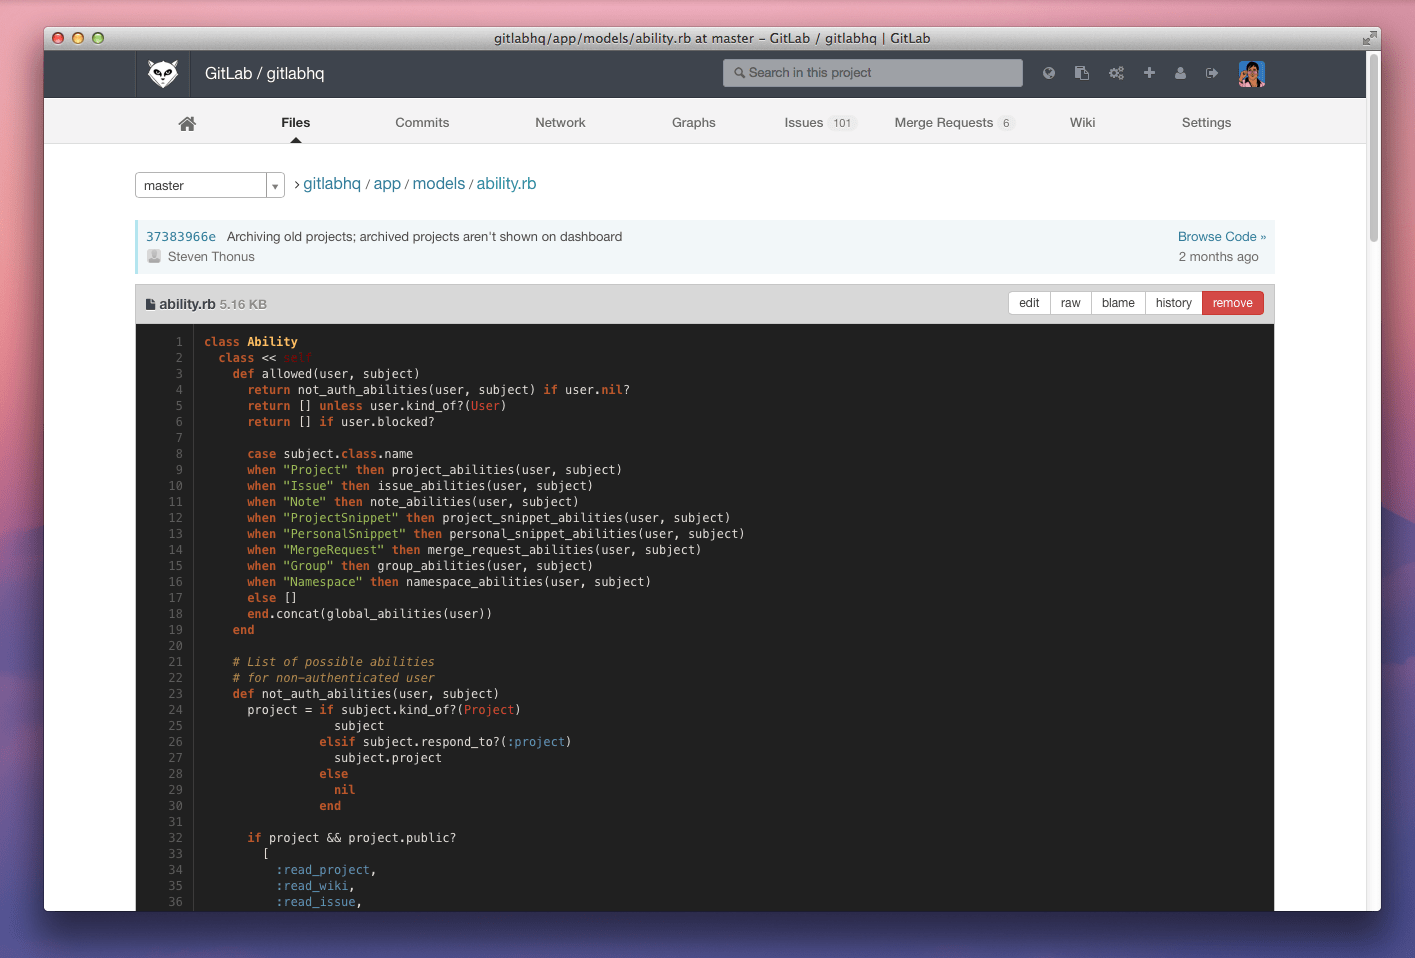 gitlabhq/app/models/ability.rb at master – GitLab / gitlabhq | GitLab
GitLab / gitlabhq
Search in this project
Files
Commits
Network
Graphs
Issues 101
Merge Requests 6
Wiki
Settings
master
› gitlabhq / app / models / ability.rb
37383966e Archiving old projects; archived projects aren't shown on dashboard
Browse Code »
Steven Thonus
2 months ago
ability.rb 5.16 KB
edit
raw
blame
history
remove
1 class Ability
2 class << self
3 def allowed(user, subject)
4 return not_auth_abilities(user, subject) if user.nil?
5 return [] unless user.kind_of?(User)
6 return [] if user.blocked?
7
8 case subject.class.name
9 when "Project" then project_abilities(user, subject)
10 when "Issue" then issue_abilities(user, subject)
11 when "Note" then note_abilities(user, subject)
12 when "ProjectSnippet" then project_snippet_abilities(user, subject)
13 when "PersonalSnippet" then personal_snippet_abilities(user, subject)
14 when "MergeRequest" then merge_request_abilities(user, subject)
15 when "Group" then group_abilities(user, subject)
16 when "Namespace" then namespace_abilities(user, subject)
17 else []
18 end.concat(global_abilities(user))
19 end
20
21 # List of possible abilities
22 # for non-authenticated user
23 def not_auth_abilities(user, subject)
24 project = if subject.kind_of?(Project)
25 subject
26 elsif subject.respond_to?(:project)
27 subject.project
28 else
29 nil
30 end
31
32 if project && project.public?
33 [
34 :read_project,
35 :read_wiki,
36 :read_issue,